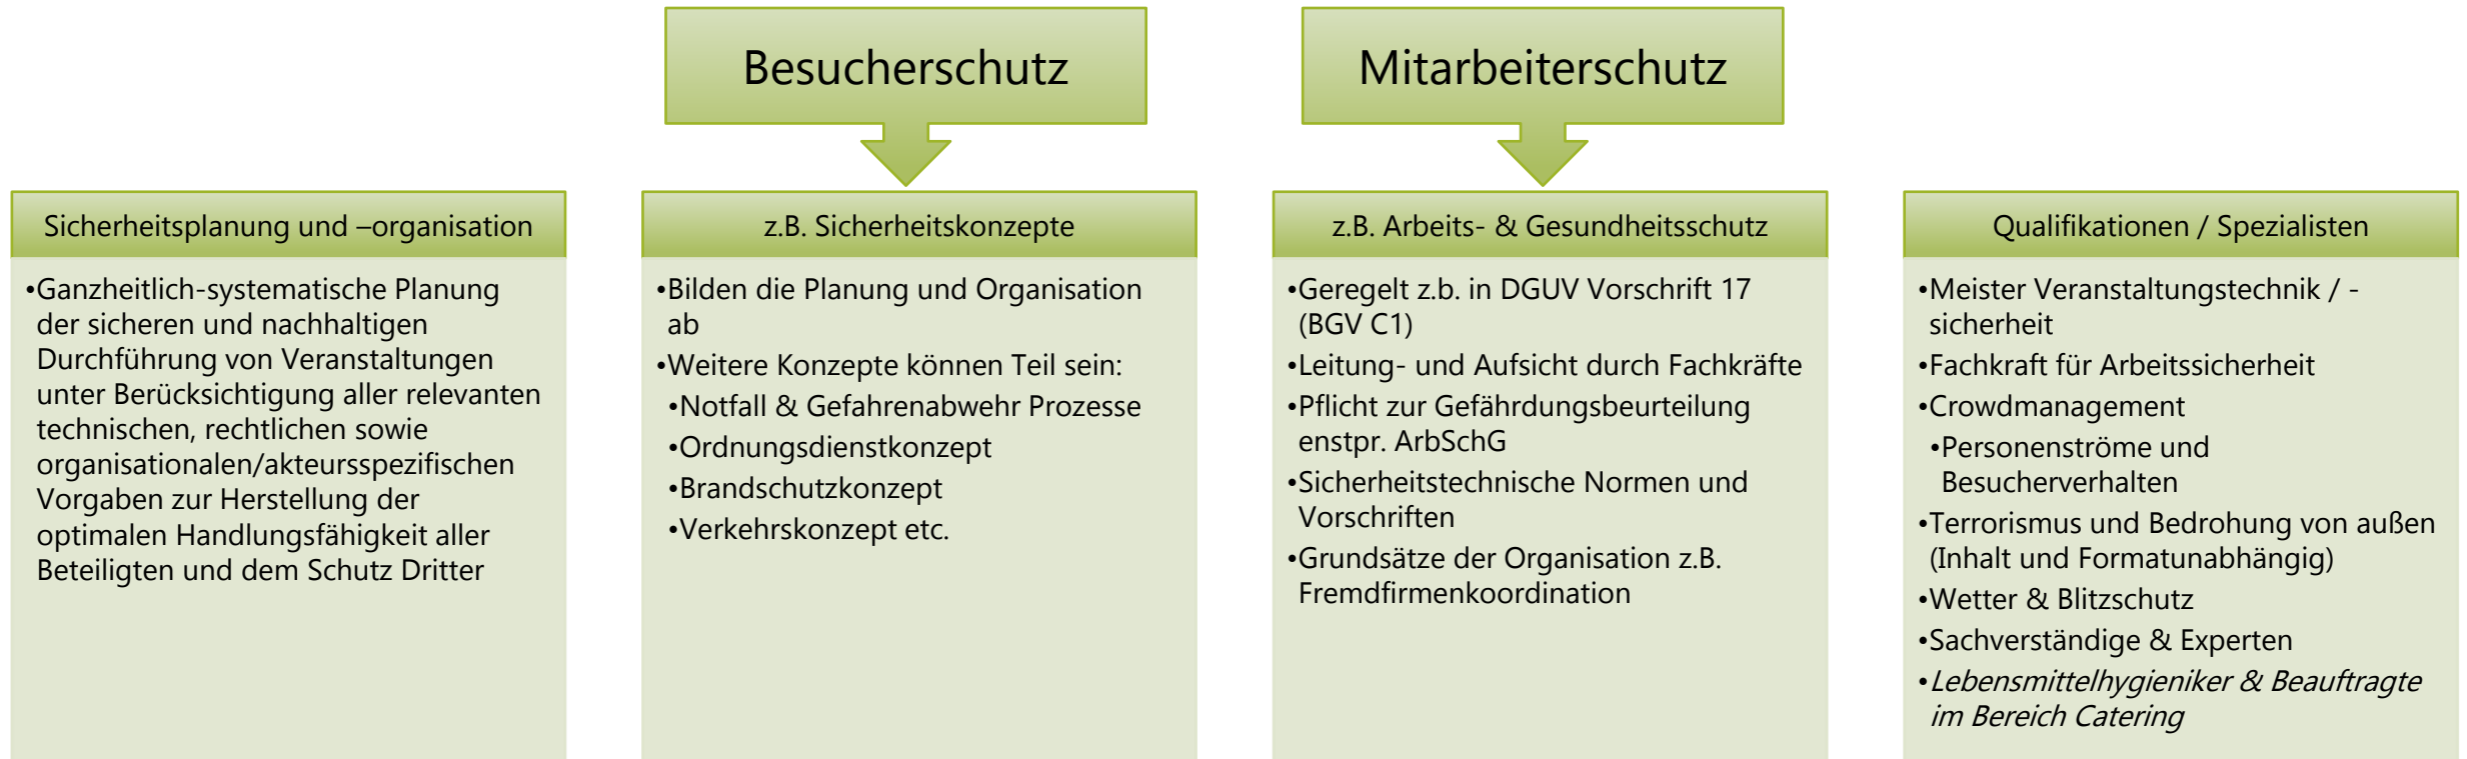 Besucherschutz
Mitarbeiterschutz
Sicherheitsplanung und –organisation
•Ganzheitlich-systematische Planung
der sicheren und nachhaltigen
Durchführung von Veranstaltungen
unter Berücksichtigung aller relevanten
technischen, rechtlichen sowie
organisationalen/akteursspezifischen
Vorgaben zur Herstellung der
optimalen Handlungsfähigkeit aller
Beteiligten und dem Schutz Dritter
z.B. Sicherheitskonzepte
•Bilden die Planung und Organisation
ab
•Weitere Konzepte können Teil sein:
•Notfall & Gefahrenabwehr Prozesse
•Ordnungsdienstkonzept
•Brandschutzkonzept
•Verkehrskonzept etc.
z.B. Arbeits- & Gesundheitsschutz
•Geregelt z.b. in DGUV Vorschrift 17
(BGV C1)
•Leitung- und Aufsicht durch Fachkräfte
•Pflicht zur Gefährdungsbeurteilung
enstpr. ArbSchG
•Sicherheitstechnische Normen und
Vorschriften
•Grundsätze der Organisation z.B.
Fremdfirmenkoordination
Qualifikationen / Spezialisten
•Meister Veranstaltungstechnik / -
sicherheit
•Fachkraft für Arbeitssicherheit
•Crowdmanagement
•Personenströme und
Besucherverhalten
•Terrorismus und Bedrohung von außen
(Inhalt und Formatunabhängig)
•Wetter & Blitzschutz
•Sachverständige & Experten
•Lebensmittelhygieniker & Beauftragte
im Bereich Catering